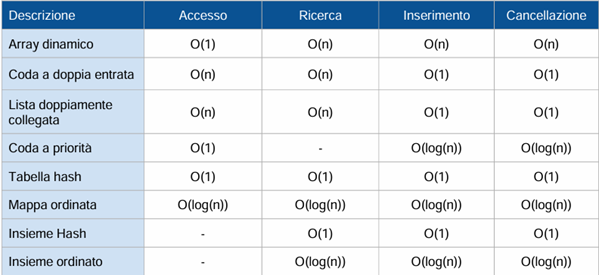 Descrizione Accesso Ricerca Inserimento Cancellazione
Array dinamico O(1) O(n) O(n) O(n)
Coda a doppia entrata O(n) O(n) O(1) O(1)
Lista doppiamente
collegata O(n) O(n) O(1) O(1)
Coda a priorità O(1) - O(log(n)) O(log(n))
Tabella hash O(1) O(1) O(1) O(1)
Mappa ordinata O(log(n)) O(log(n)) O(log(n)) O(log(n))
Insieme Hash - O(1) O(1) O(1)
Insieme ordinato - O(log(n)) O(log(n)) O(log(n))